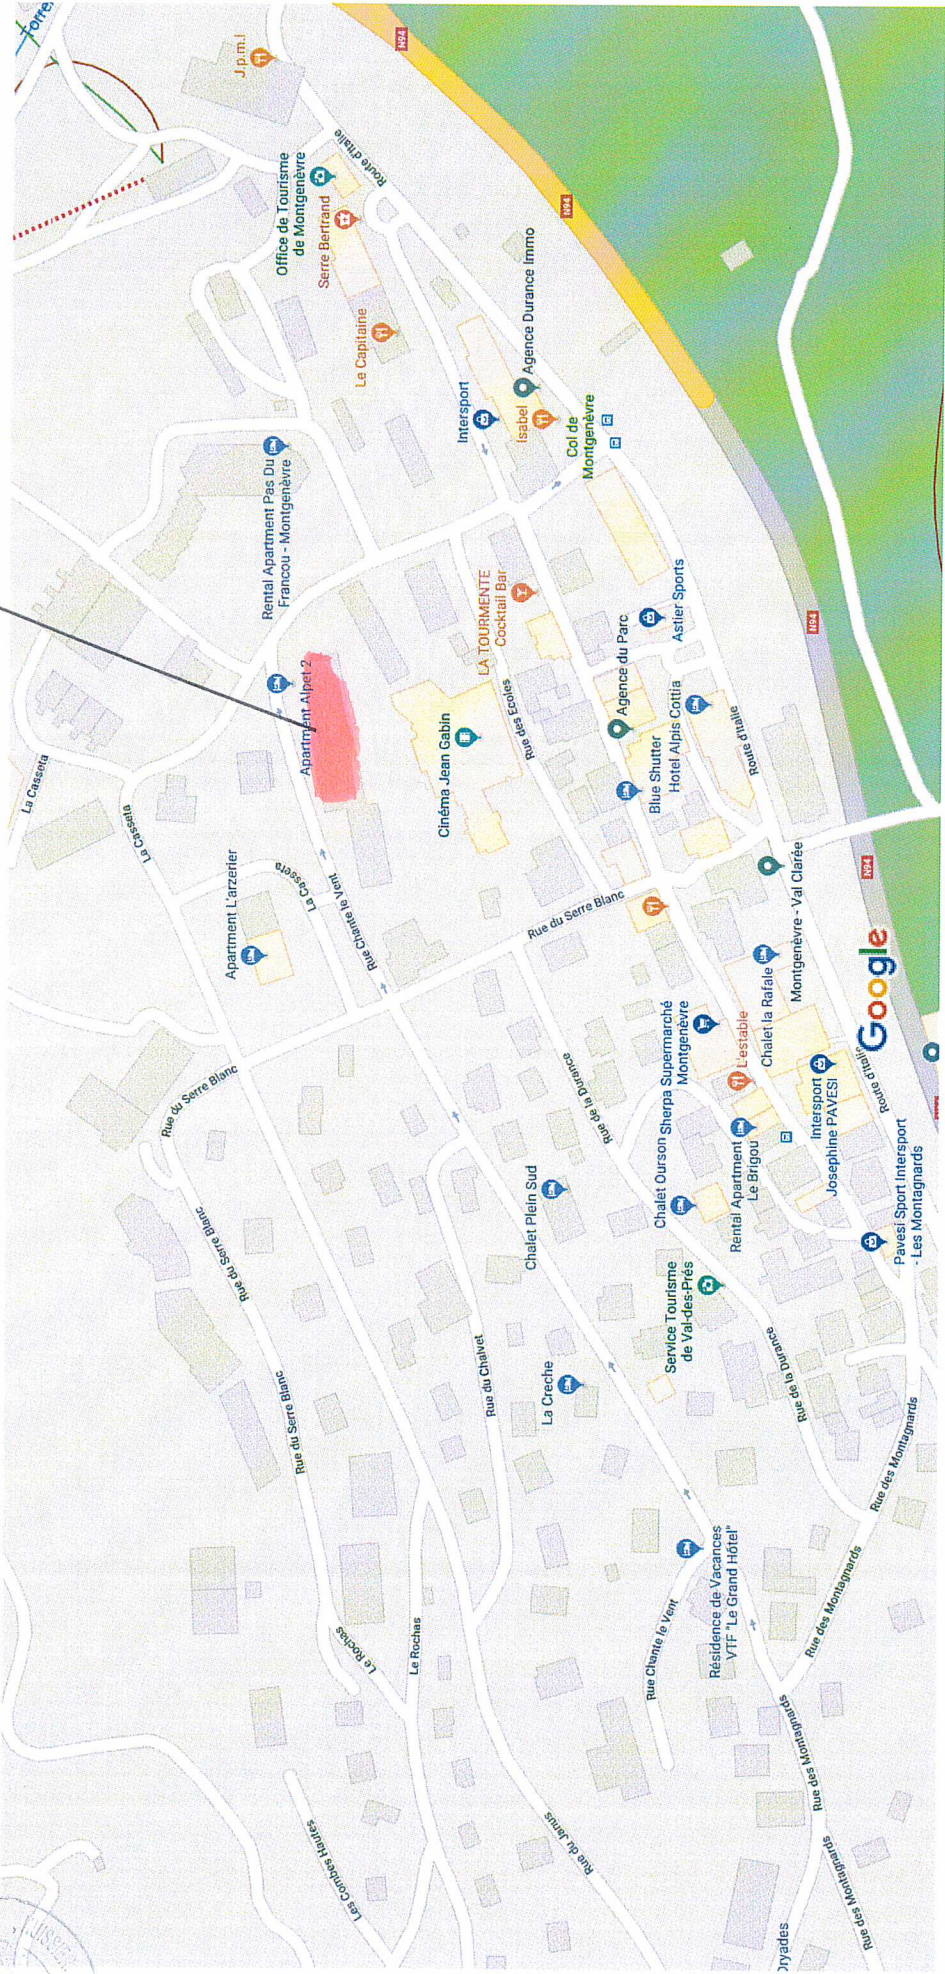 Torre
J.p.m.l
N94
Office de Tourisme
de Montgenèvre
Route d'Italie
Serre Bertrand
N94
Le Capitaine
Agence Durance Immo
Intersport
Isabel
Col de
Montgenèvre
Rental Apartment Pas Du
Francou - Montgenèvre
LA TOURMENTE
Cocktail Bar
Astier Sports
N94
Apartment Alpet 2
Agence du Parc
Rue des Ecoles
Cinéma Jean Gabin
Hotel Alpis Cottia
Blue Shutter
Route d'Italie
La Casseta
La Casseta
La Casseta
Rue Chante le Vent
Apartment L'arzerier
Rue du Serre Blanc
N94
Montgenèvre - Val Clarée
Chalet la Rafale
Google
Sherpa Supermarché
Montgenèvre
L'estable
Rue du Serre Blanc
Rue de la Durance
Route d'Italie
Intersport
Josephine PAVESI
Rental Apartment
Le Brigou
Chalet Ourson
Chalet Plein Sud
Pavesi Sport Intersport
- Les Montagnards
Rue du Serre Blanc
Service Tourisme
de Val-des-Prés
Rue de la Durance
Rue du Chalvet
La Creche
Rue du Serre Blanc
Rue des Montagnards
Résidence de Vacances
VTF "Le Grand Hôtel"
Rue Chante le Vent
Rue des Montagnards
Le Rochas
Le Rochas
Rue des Montagnards
Rue du Janus
Les Combes Hautes
Rue des Montagnards
Dryades